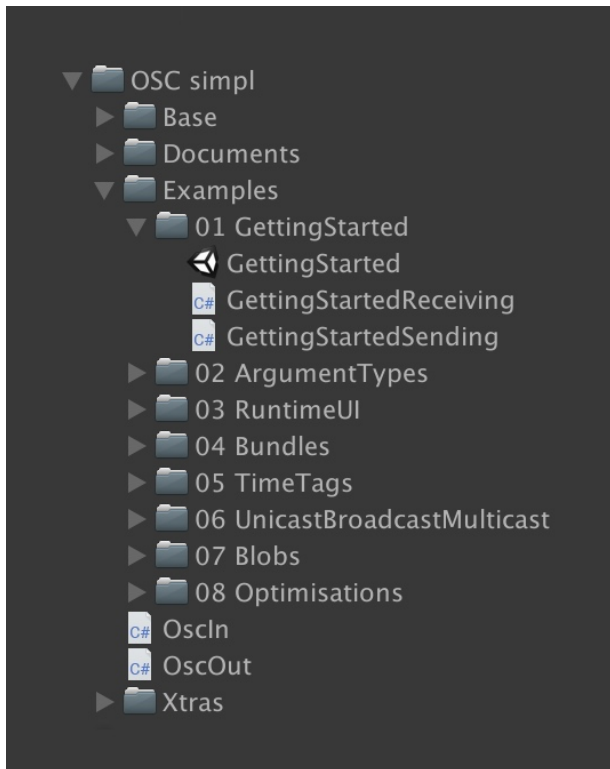 OSC simpl
Base
Documents
Examples
01 GettingStarted
GettingStarted
C# GettingStartedReceiving
C# GettingStartedSending
02 ArgumentTypes
03 RuntimeUI
04 Bundles
05 TimeTags
06 UnicastBroadcastMulticast
07 Blobs
08 Optimisations
C# OscIn
C# OscOut
Xtras